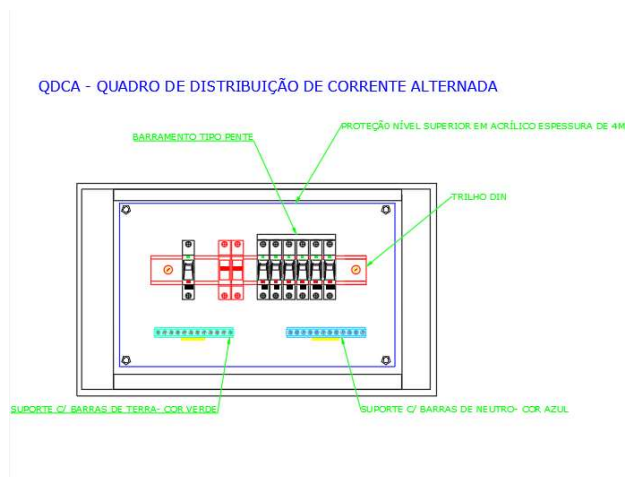 QDCA - QUADRO DE DISTRIBUIÇÃO DE CORRENTE ALTERNADA
PROTEÇÃO NÍVEL SUPERIOR EM ACRÍLICO ESPESSURA DE 4M
BARRAMENTO TIPO PENTE
TRILHO DIN
SUPORTE C/ BARRAS DE TERRA- COR VERDE
SUPORTE C/ BARRAS DE NEUTRO- COR AZUL